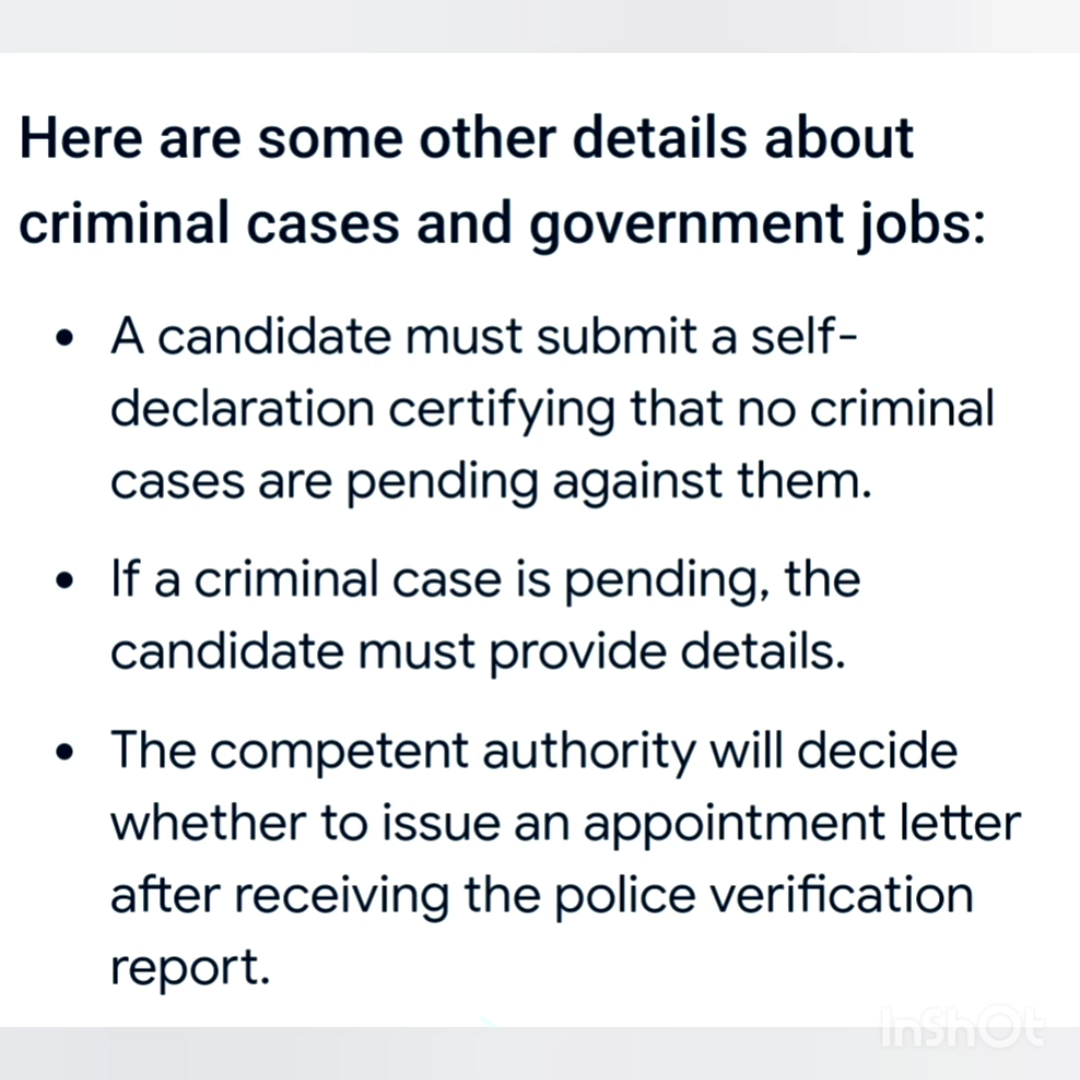 Here are some other details about
criminal cases and government jobs:
• A candidate must submit a self-
declaration certifying that no criminal
cases are pending against them.
• If a criminal case is pending, the
candidate must provide details.
• The competent authority will decide
whether to issue an appointment letter
after receiving the police verification
report.
InShOt